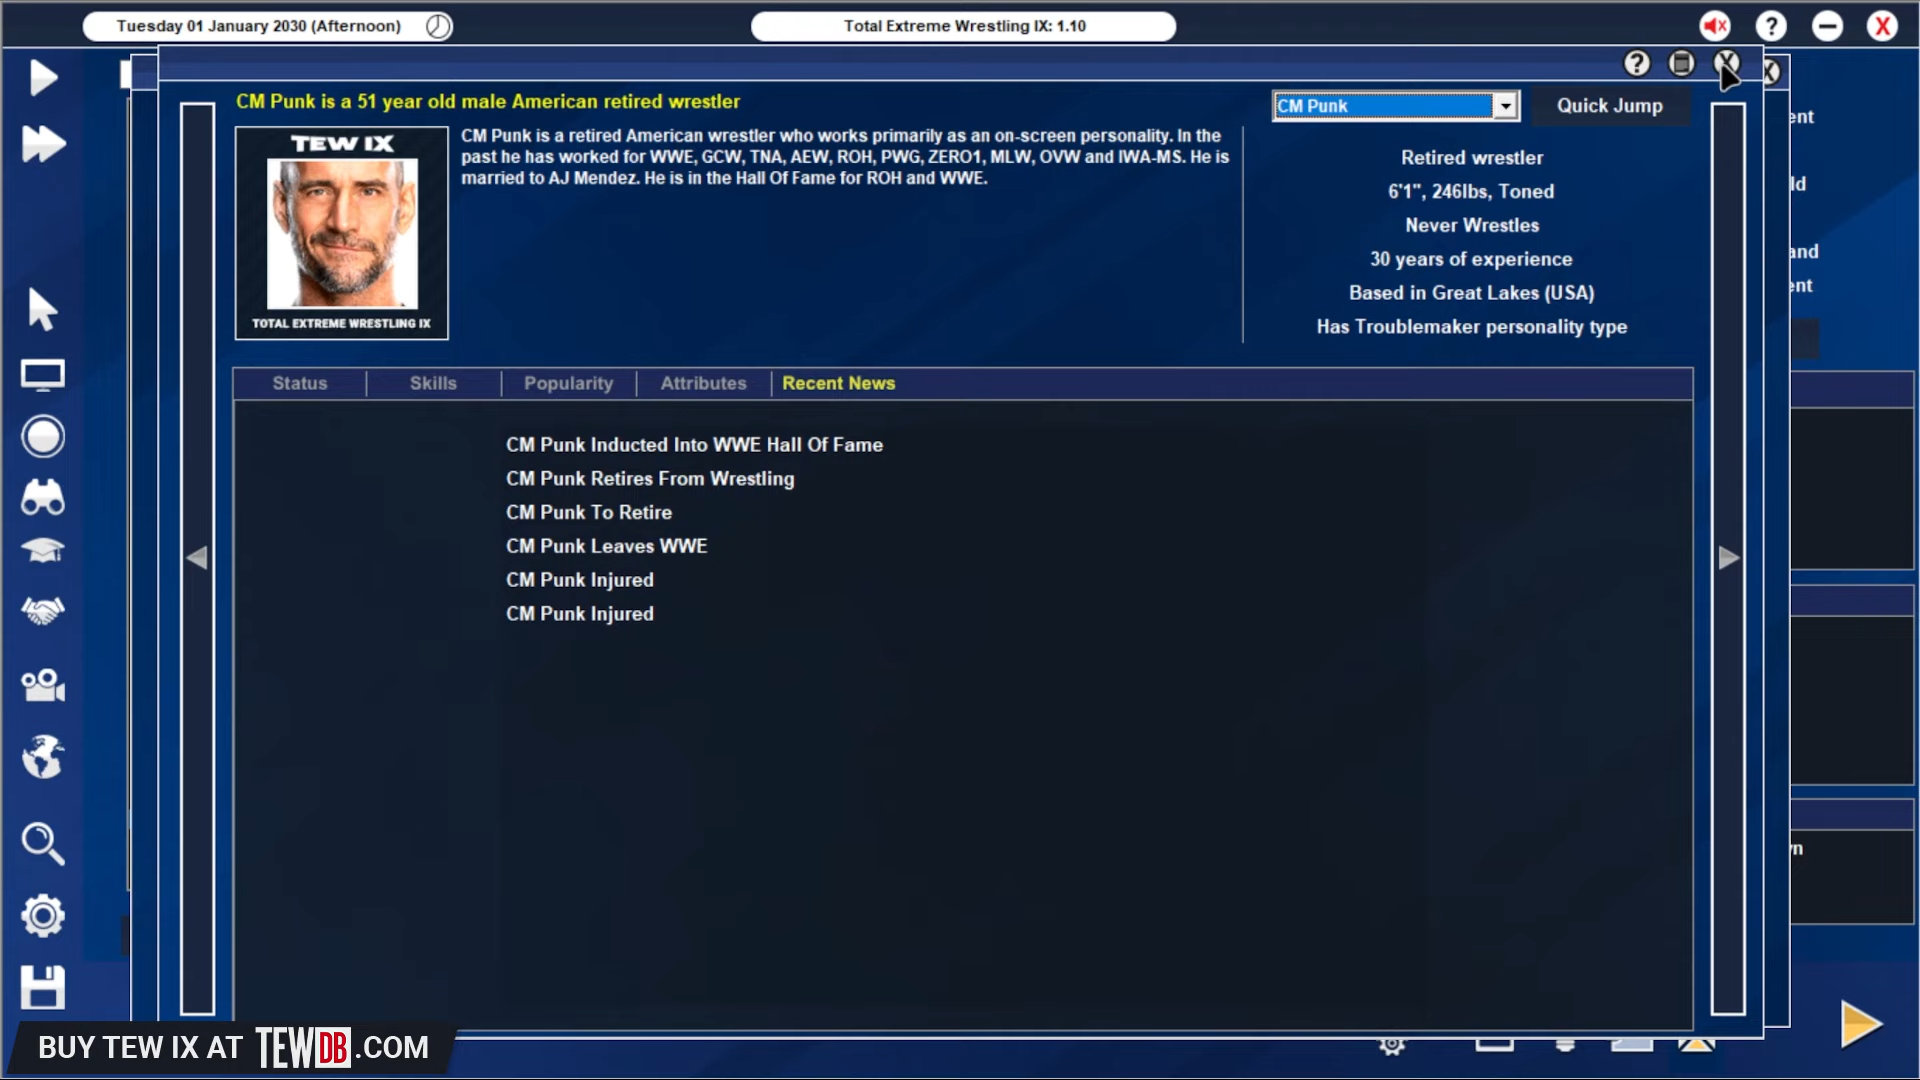 Tuesday 01 January 2030 (Afternoon)
Total Extreme Wrestling IX: 1.10
?
X
?
X
X
CM Punk is a 51 year old male American retired wrestler
CM Punk
Quick Jump
TEW IX
TOTAL EXTREME WRESTLING IX
CM Punk is a retired American wrestler who works primarily as an on-screen personality. In the
past he has worked for WWE, GCW, TNA, AEW, ROH, PWG, ZERO1, MLW, OVW and IWA-MS. He is
married to AJ Mendez. He is in the Hall Of Fame for ROH and WWE.
Retired wrestler
6'1", 246lbs, Toned
Never Wrestles
30 years of experience
Based in Great Lakes (USA)
Has Troublemaker personality type
Status
Skills
Popularity
Attributes
Recent News
CM Punk Inducted Into WWE Hall Of Fame
CM Punk Retires From Wrestling
CM Punk To Retire
CM Punk Leaves WWE
CM Punk Injured
CM Punk Injured
BUY TEW IX AT TEWDB.COM